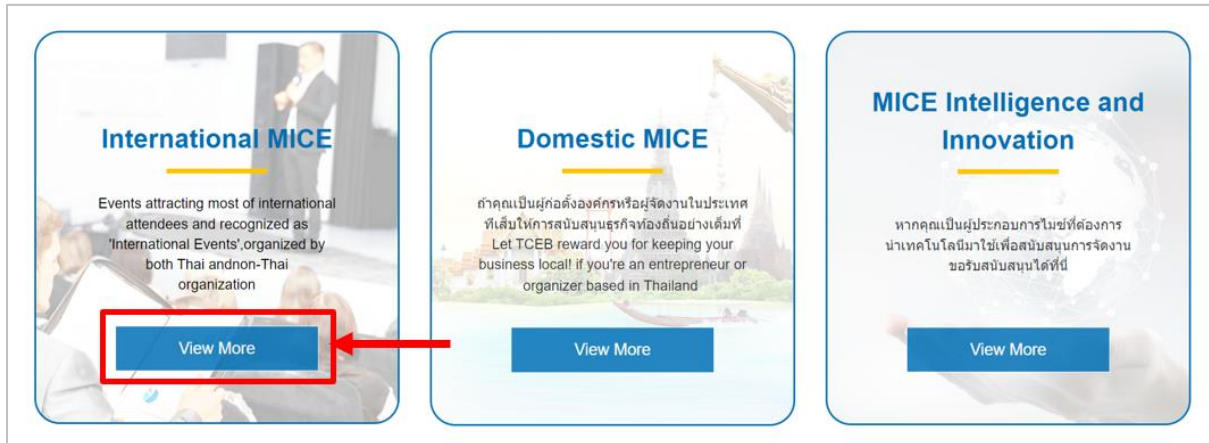 International MICE
Events attracting most of international
attendees and recognized as
'International Events',organized by
both Thai andnon-Thai
organization
View More
Domestic MICE
ถ้าคุณเป็นผู้ก่อตั้งองค์กรหรือผู้จัดงานในประเทศ
ทีเส็บให้การสนับสนุนธุรกิจท้องถิ่นอย่างเต็มที่
Let TCEB reward you for keeping your
business local! if you're an entrepreneur or
organizer based in Thailand
View More
MICE Intelligence and
Innovation
หากคุณเป็นผู้ประกอบการไมซ์ที่ต้องการ
นำเทคโนโลยีมาใช้เพื่อสนับสนุนการจัดงาน
ขอรับสนับสนุนได้ที่นี่
View More